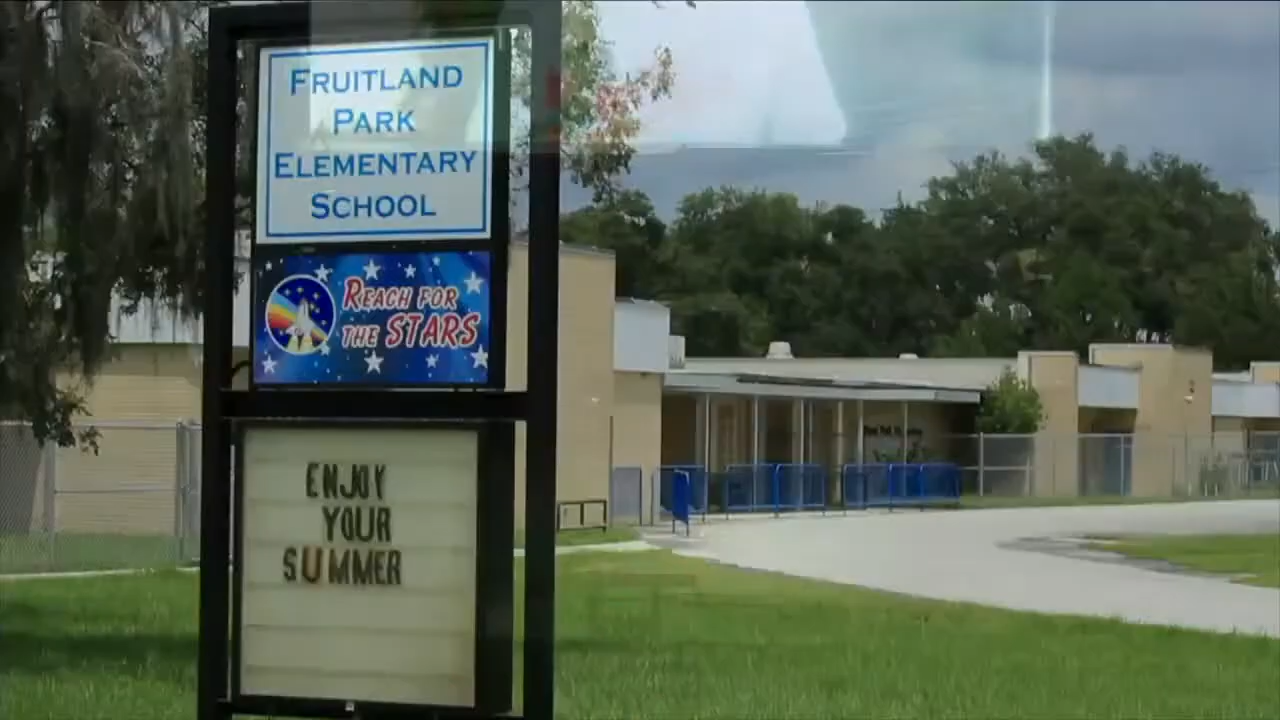 FRUITLAND
PARK
ELEMENTARY
SCHOOL
REACH FOR
THE STARS
ENJOY
YOUR
SUMMER